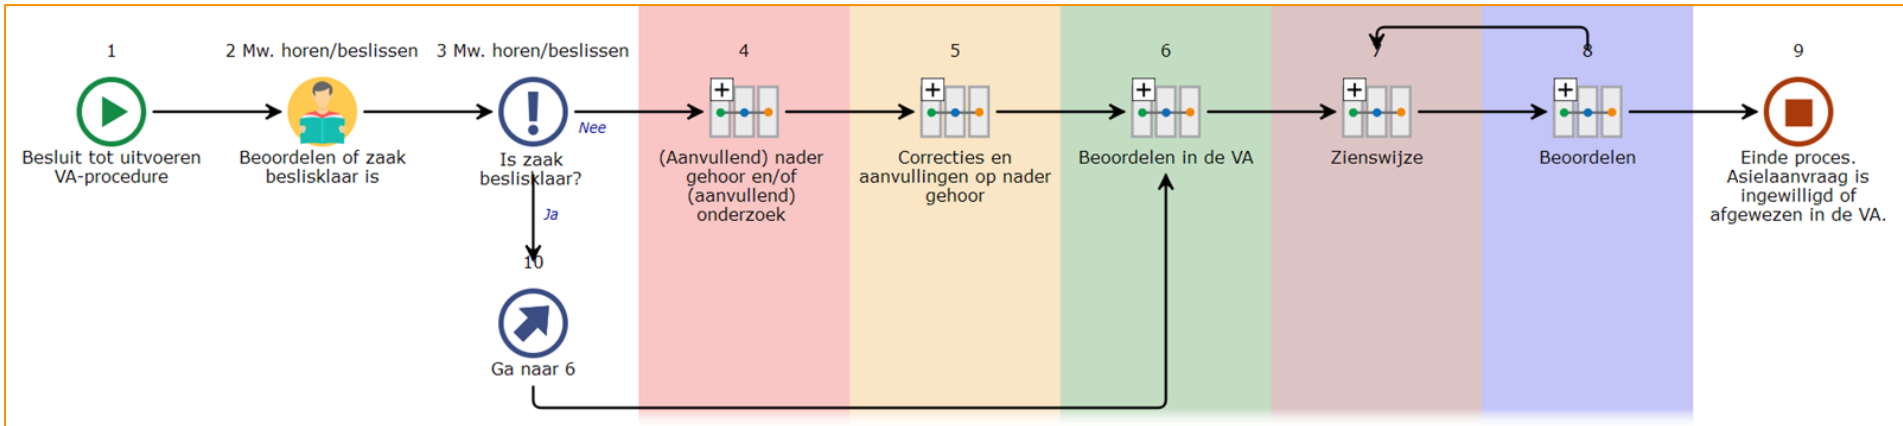 1
Besluit tot uitvoeren
VA-procedure
2 Mw. horen/beslissen
Beoordelen of zaak
beslisklaar is
3 Mw. horen/beslissen
Is zaak
beslisklaar?
Nee
Ja
10
Ga naar 6
4
(Aanvullend) nader
gehoor en/of
(aanvullend)
onderzoek
5
Correcties en
aanvullingen op nader
gehoor
6
Beoordelen in de VA
7
Zienswijze
8
Beoordelen
9
Einde proces.
Asielaanvraag is
ingewilligd of
afgewezen in de VA.